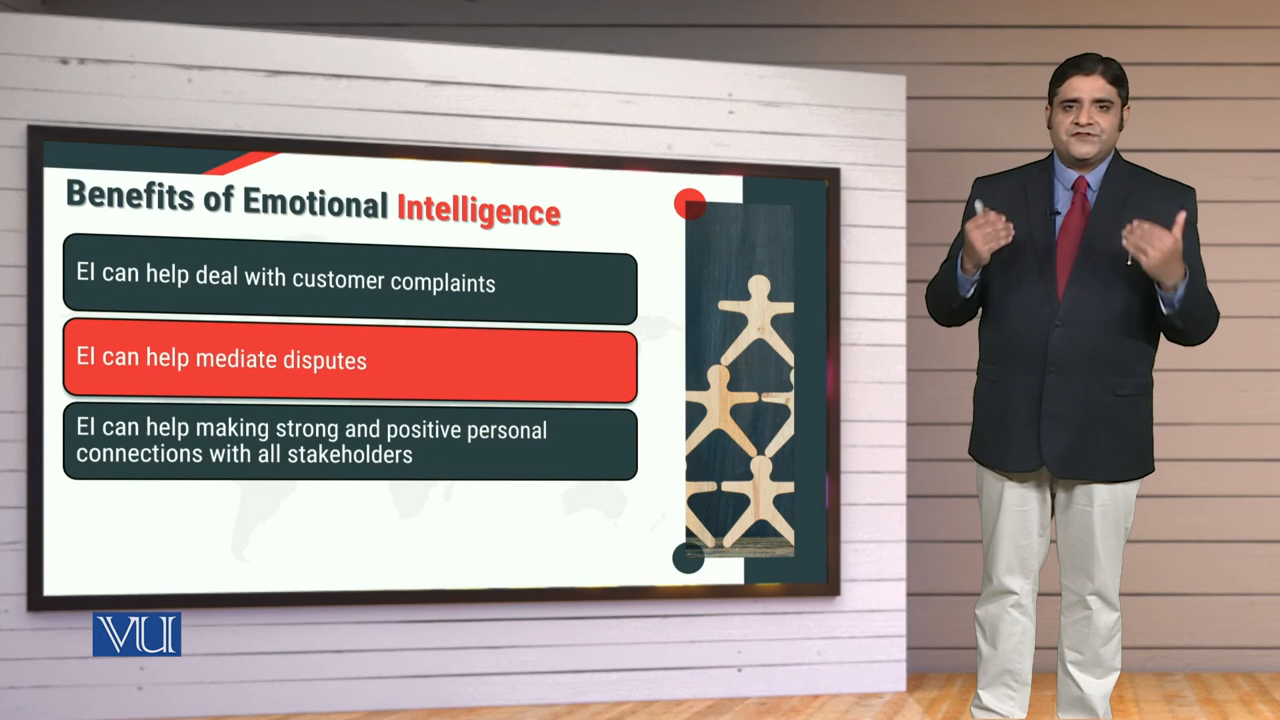 Benefits of Emotional Intelligence
EI can help deal with customer complaints
EI can help mediate disputes
EI can help making strong and positive personal
connections with all stakeholders
VU